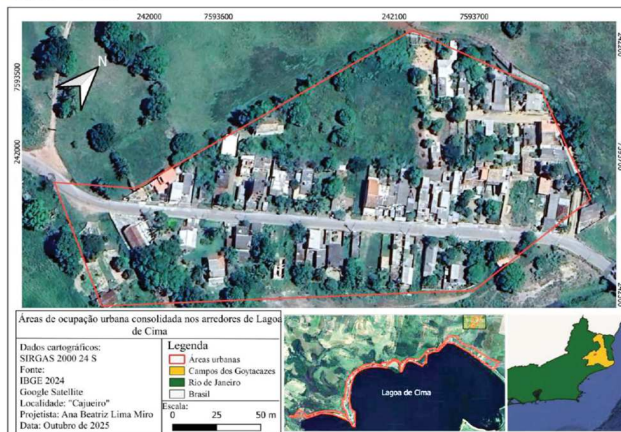 242000 7593600 242100 7593700
7593500
242000
N
Áreas de ocupação urbana consolidada nos arredores de Lagoa
de Cima
Dados cartográficos:
SIRGAS 2000 24 S
Fonte:
IBGE 2024
Google Satellite
Localidade: "Cajueiro"
Projetista: Ana Beatriz Lima Miro
Data: Outubro de 2025
Legenda
Áreas urbanas
Campos dos Goytacazes
Rio de Janeiro
Brasil
Escala:
0 25 50 m
Lagoa de Cima